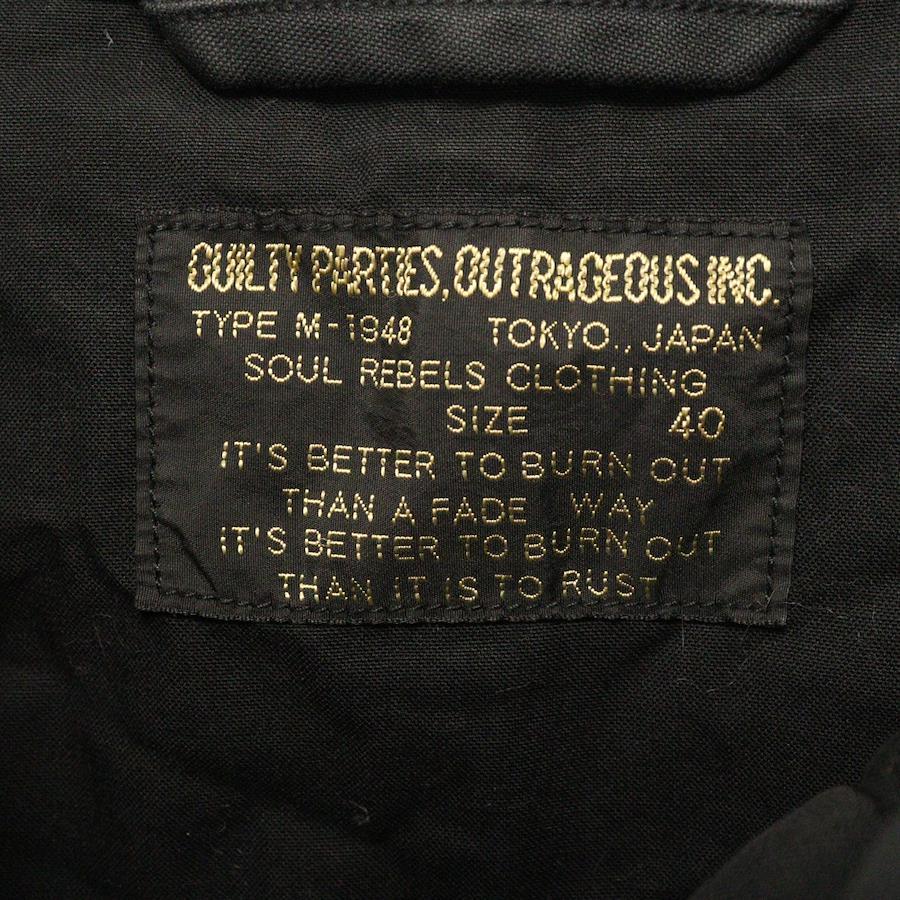 GUILTY PARTIES, OUTRAGEOUS INC.
TYPE M-1948 TOKYO., JAPAN
SOUL REBELS CLOTHING
SIZE 40
IT'S BETTER TO BURN OUT
THAN A FADE WAY
IT'S BETTER TO BURN OUT
THAN IT IS TO RUST